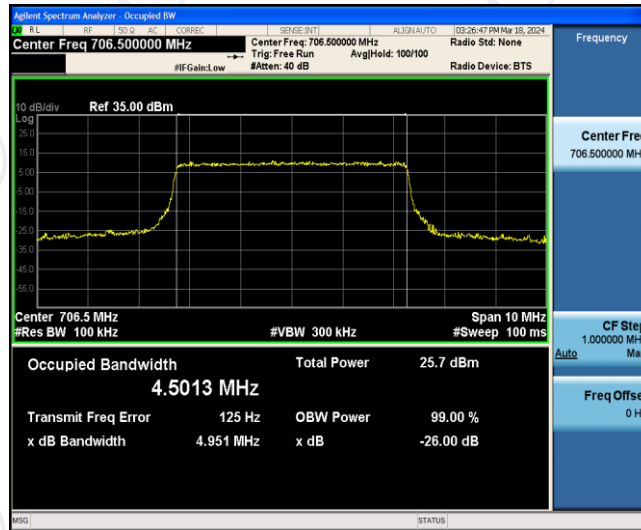 Agilent Spectrum Analyzer - Occupied BW
RL RF 50 Ω AC CORREC SENSE:INT ALIGN AUTO 03:26:47 PM Mar 18, 2024
Center Freq 706.500000 MHz
Center Freq: 706.500000 MHz
Radio Std: None
Trig: Free Run Avg|Hold: 100/100
#IFGain:Low #Atten: 40 dB Radio Device: BTS
10 dB/div Ref 35.00 dBm
Log
25.0
15.0
5.00
-5.00
-15.0
-25.0
-35.0
-45.0
-55.0
Center 706.5 MHz Span 10 MHz
#Res BW 100 kHz #VBW 300 kHz #Sweep 100 ms
Occupied Bandwidth Total Power 25.7 dBm
4.5013 MHz
Transmit Freq Error 125 Hz OBW Power 99.00 %
x dB Bandwidth 4.951 MHz x dB -26.00 dB
MSG STATUS
Frequency
Center Fre
706.500000 MH
CF Step
1.000000 MH
Auto Ma
Freq Offse
0 H